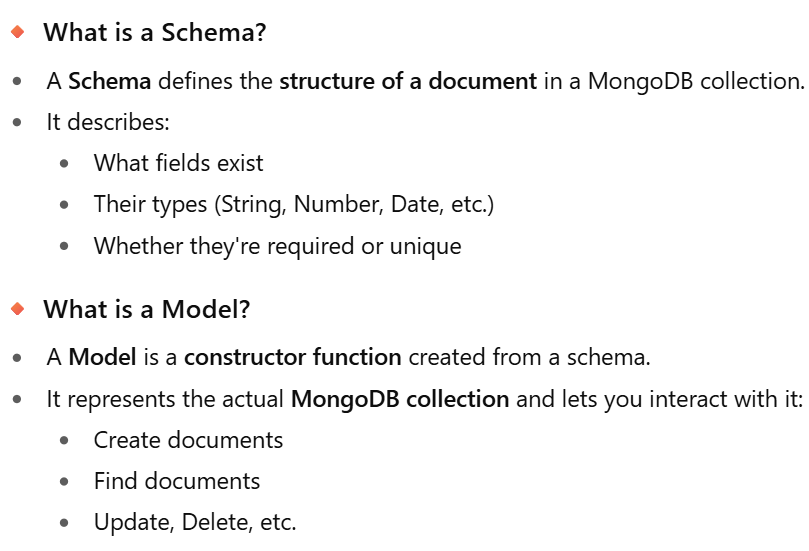 What is a Schema?
A Schema defines the structure of a document in a MongoDB collection.
It describes:
What fields exist
Their types (String, Number, Date, etc.)
Whether they're required or unique
What is a Model?
A Model is a constructor function created from a schema.
It represents the actual MongoDB collection and lets you interact with it:
Create documents
Find documents
Update, Delete, etc.